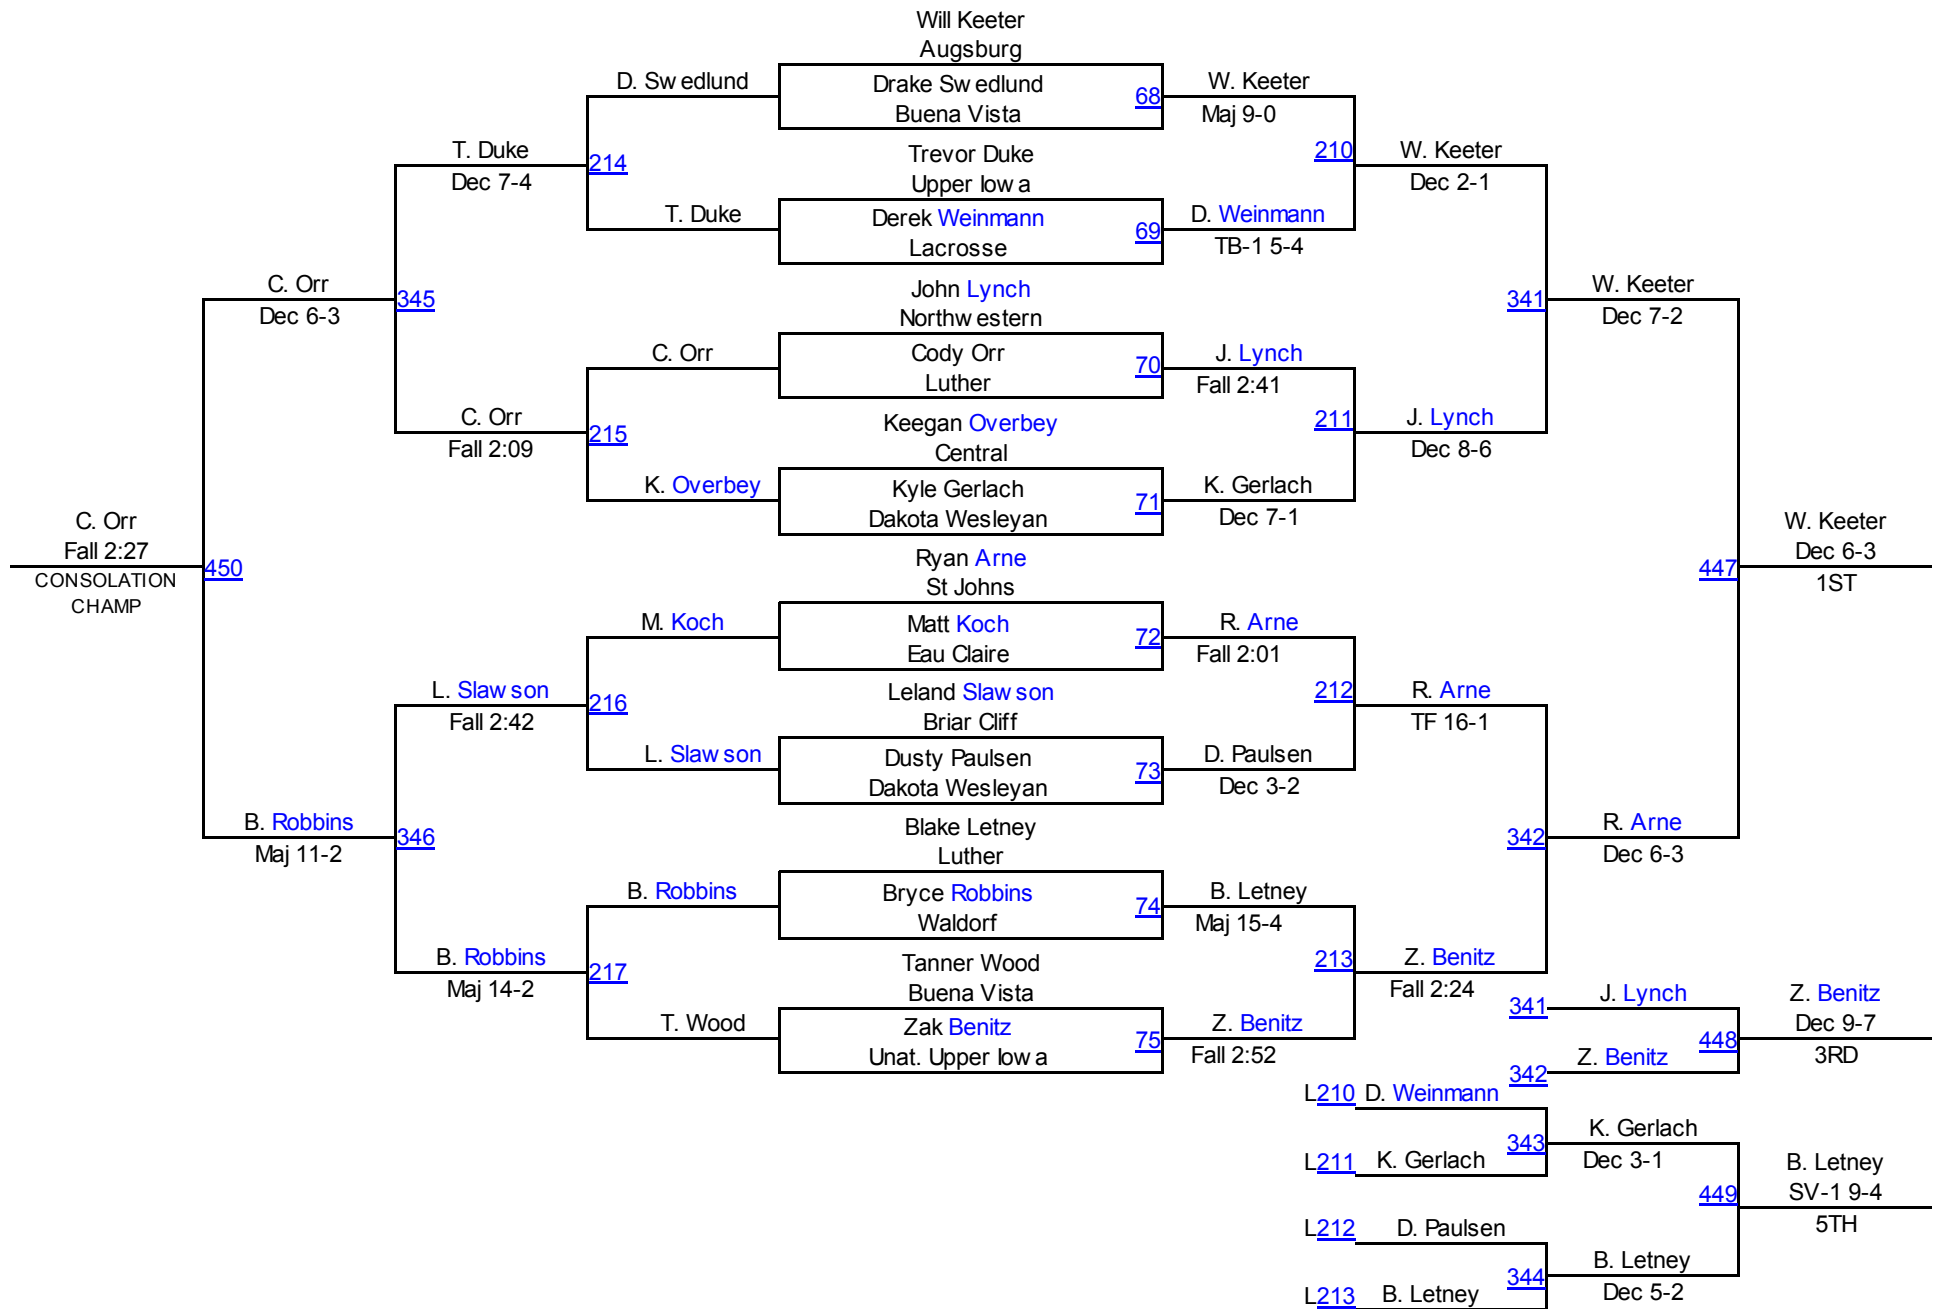 Will Keeter
Augsburg
D. Swedlund
Drake Swedlund
Buena Vista
68
W. Keeter
Maj 9-0
T. Duke
Dec 7-4
214
Trevor Duke
Upper Iowa
210
W. Keeter
Dec 2-1
T. Duke
Derek Weinmann
Lacrosse
69
D. Weinmann
TB-1 5-4
C. Orr
Dec 6-3
345
John Lynch
Northwestern
341
W. Keeter
Dec 7-2
C. Orr
Cody Orr
Luther
70
J. Lynch
Fall 2:41
C. Orr
Fall 2:09
215
Keegan Overbey
Central
211
J. Lynch
Dec 8-6
K. Overbey
Kyle Gerlach
Dakota Wesleyan
71
K. Gerlach
Dec 7-1
C. Orr
Fall 2:27
CONSOLATION
CHAMP
450
Ryan Arne
St Johns
447
W. Keeter
Dec 6-3
1ST
M. Koch
Matt Koch
Eau Claire
72
R. Arne
Fall 2:01
L. Slawson
Fall 2:42
216
Leland Slawson
Briar Cliff
212
R. Arne
TF 16-1
L. Slawson
Dusty Paulsen
Dakota Wesleyan
73
D. Paulsen
Dec 3-2
B. Robbins
Maj 11-2
346
Blake Letney
Luther
342
R. Arne
Dec 6-3
B. Robbins
Bryce Robbins
Waldorf
74
B. Letney
Maj 15-4
B. Robbins
Maj 14-2
217
Tanner Wood
Buena Vista
213
Z. Benitz
Fall 2:24
T. Wood
Zak Benitz
Unat. Upper Iowa
75
Z. Benitz
Fall 2:52
341
J. Lynch
342
Z. Benitz
448
Z. Benitz
Dec 9-7
3RD
L210 D. Weinmann
L211 K. Gerlach
343
K. Gerlach
Dec 3-1
449
B. Letney
SV-1 9-4
5TH
L212 D. Paulsen
L213 B. Letney
344
B. Letney
Dec 5-2